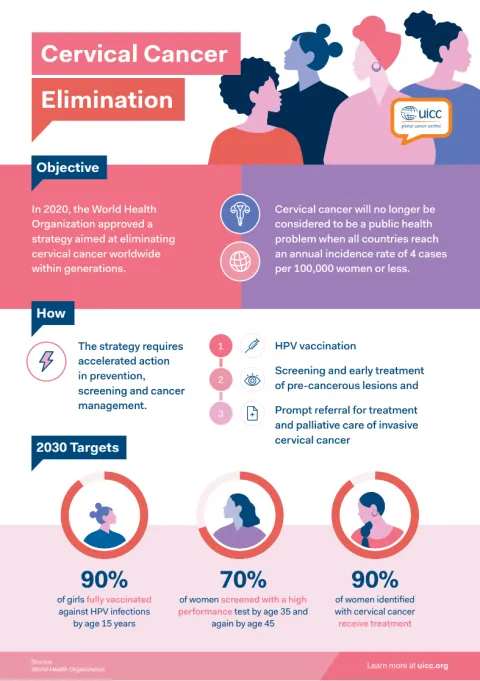 Cervical Cancer
Elimination
uicc
global cancer control
Objective
In 2020, the World Health
Organization approved a
strategy aimed at eliminating
cervical cancer worldwide
within generations.
Cervical cancer will no longer be
considered to be a public health
problem when all countries reach
an annual incidence rate of 4 cases
per 100,000 women or less.
How
The strategy requires
accelerated action
in prevention,
screening and cancer
management.
1
HPV vaccination
2
Screening and early treatment
of pre-cancerous lesions and
3
Prompt referral for treatment
and palliative care of invasive
cervical cancer
2030 Targets
90%
of girls fully vaccinated
against HPV infections
by age 15 years
70%
of women screened with a high
performance test by age 35 and
again by age 45
90%
of women identified
with cervical cancer
receive treatment
Source:
World Health Organization
Learn more at uicc.org